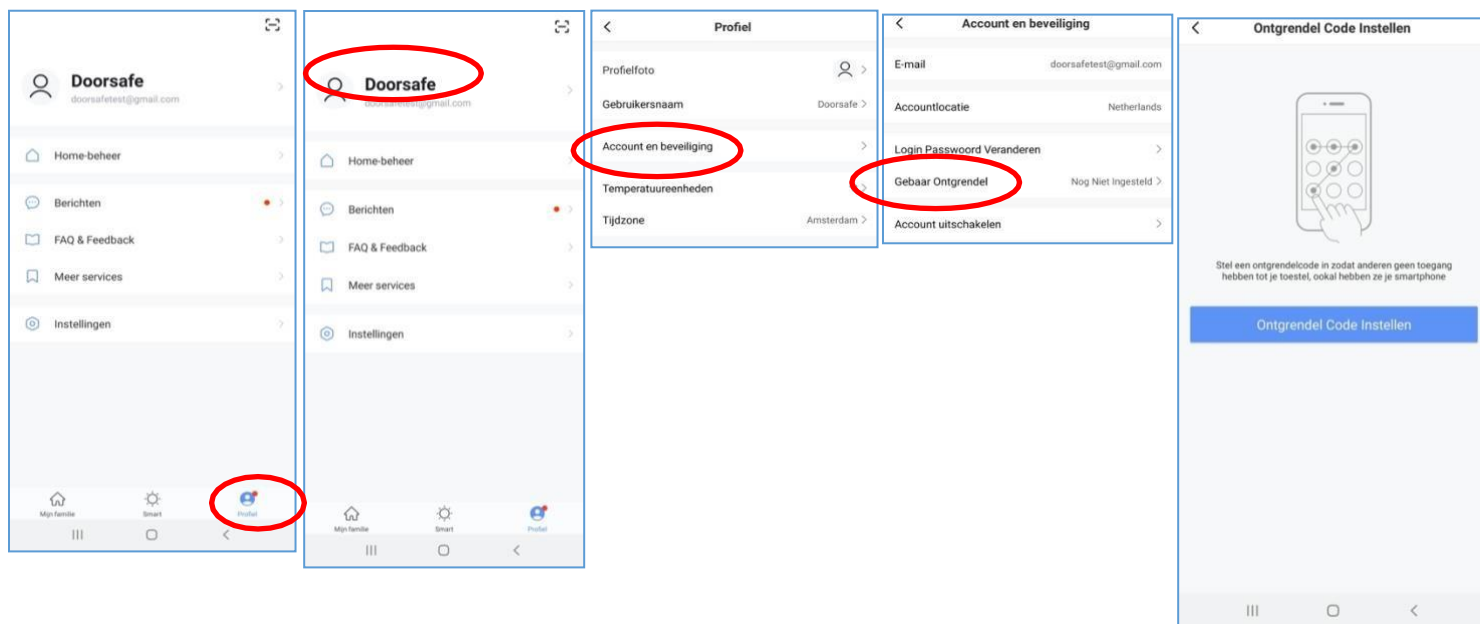 Doorsafe
doorsafetest@gmail.com
Home-beheer
Berichten
FAQ & Feedback
Meer services
Instellingen
Mijn familie
Smart
Profiel
Doorsafe
doorsafetest@gmail.com
Home-beheer
Berichten
FAQ & Feedback
Meer services
Instellingen
Mijn familie
Smart
Profiel
Profiel
Profielfoto
Gebruikersnaam Doorsafe
Account en beveiliging
Temperatuureenheden
Tijdzone Amsterdam
Account en beveiliging
E-mail doorsafetest@gmail.com
Accountlocatie Netherlands
Login Passwoord Veranderen
Gebaar Ontgrendel Nog Niet Ingesteld
Account uitschakelen
Ontgrendel Code Instellen
Stel een ontgrendelcode in zodat anderen geen toegang
hebben tot je toestel, ookal hebben ze je smartphone
Ontgrendel Code Instellen